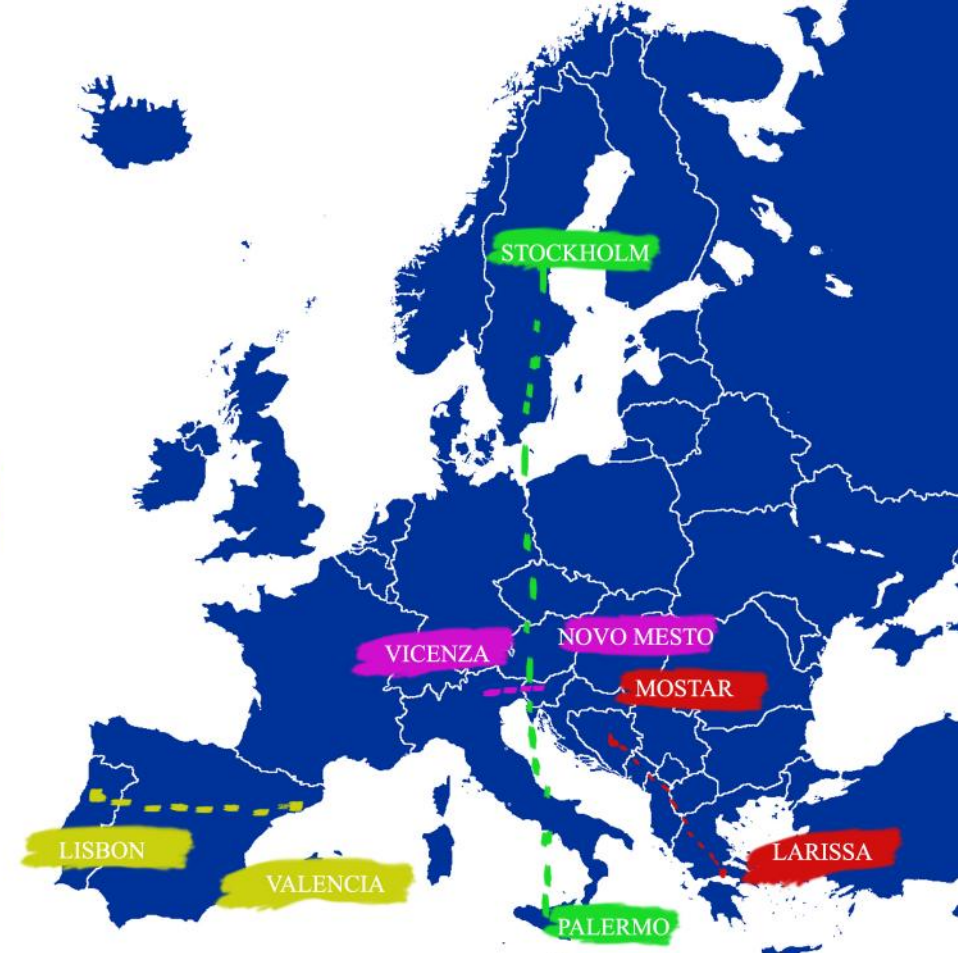 STOCKHOLM
NOVO MESTO
VICENZA
MOSTAR
LISBON
LARISSA
VALENCIA
PALERMO